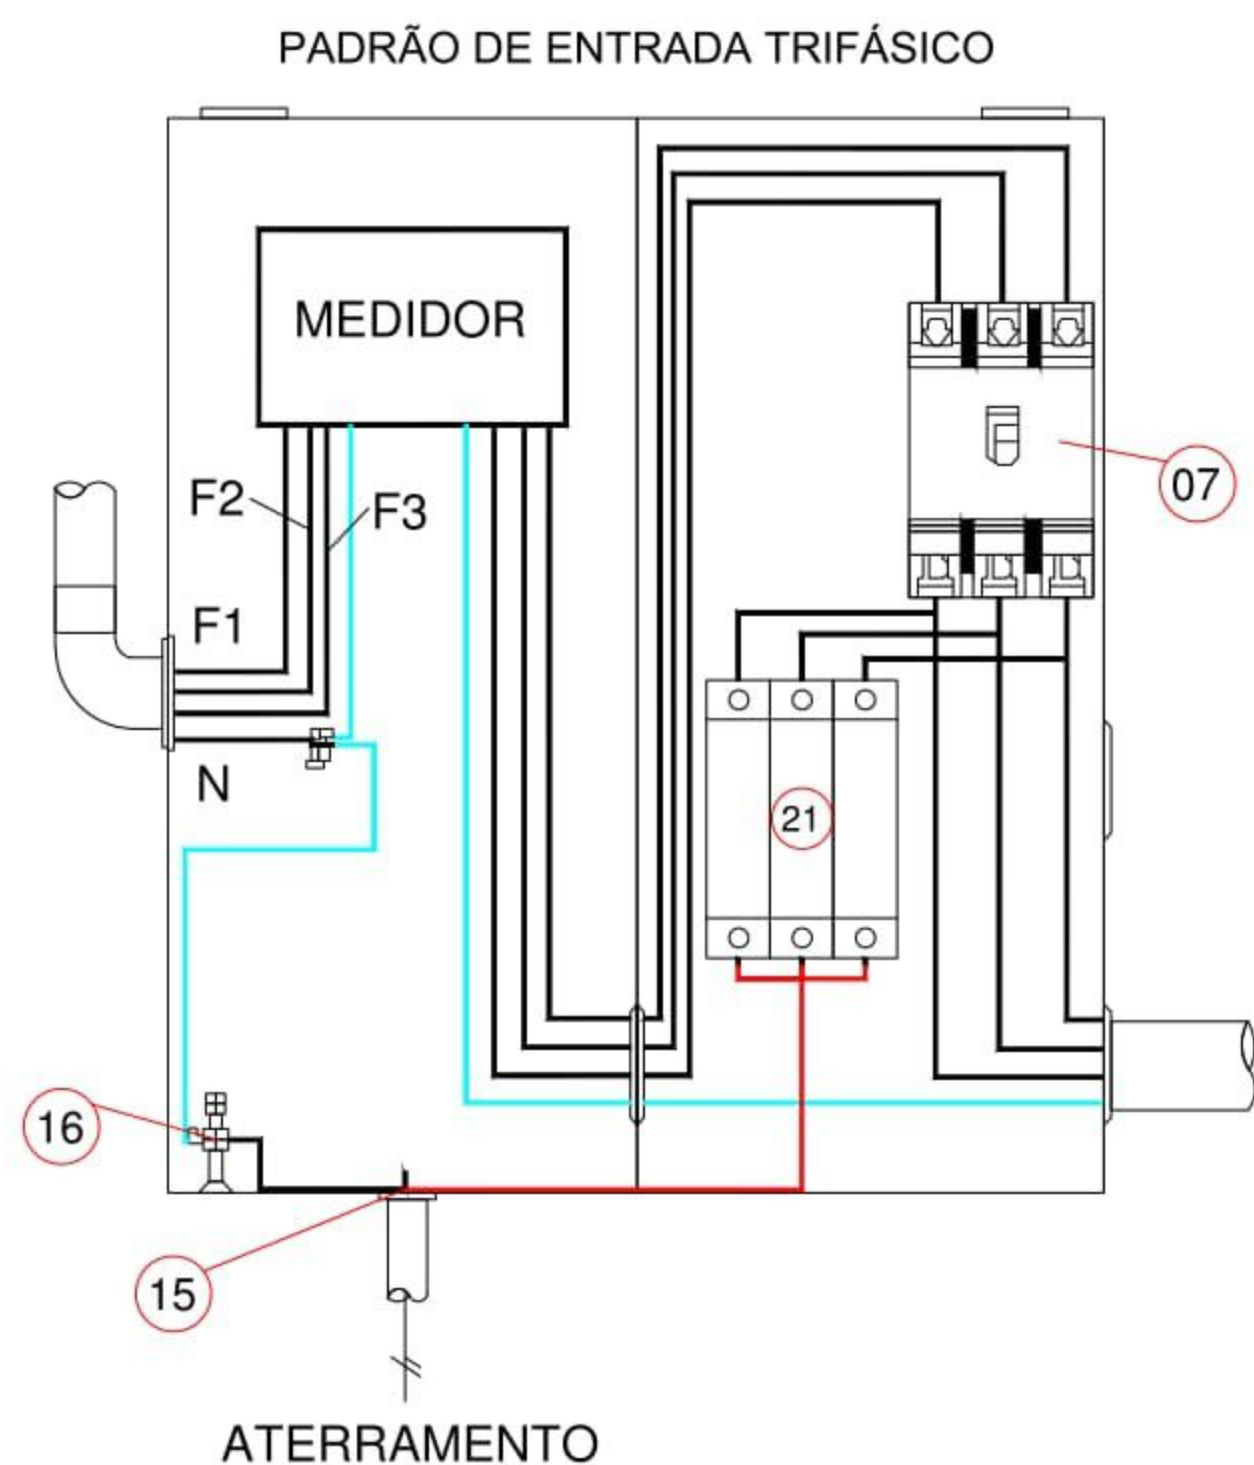 PADRÃO DE ENTRADA TRIFÁSICO
MEDIDOR
F2
F3
07
F1
N
21
16
15
ATERRAMENTO